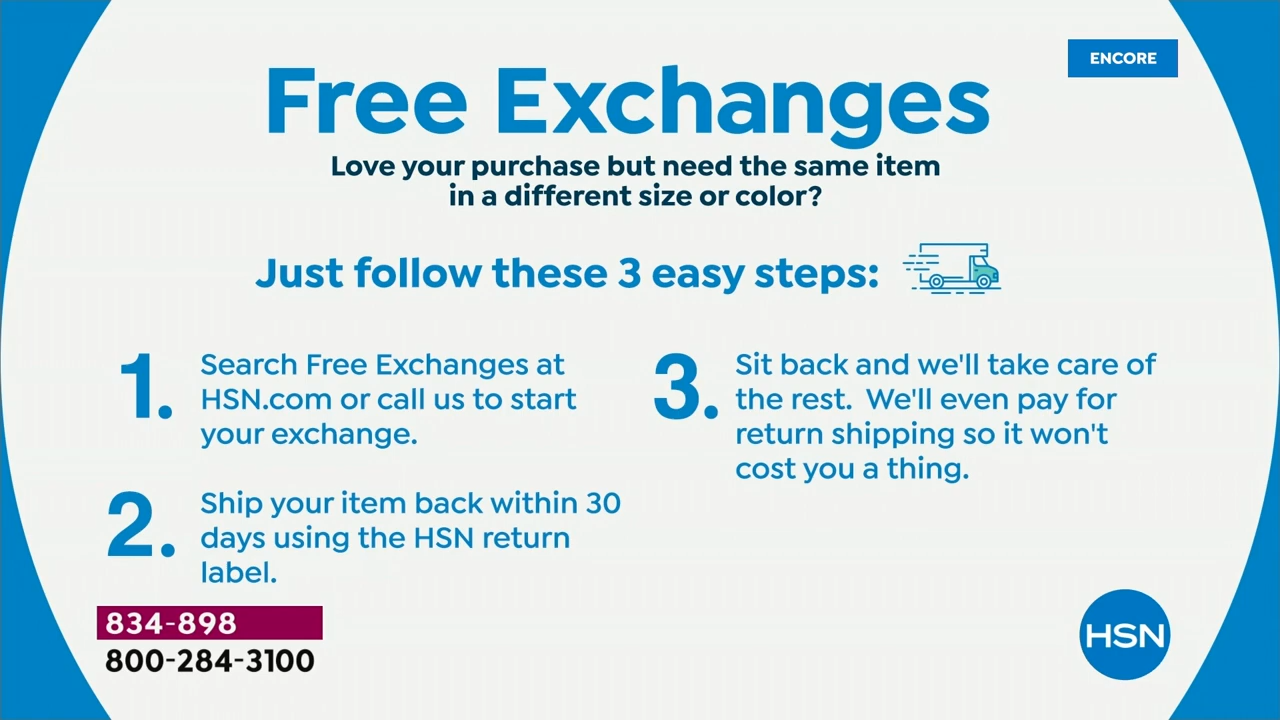 ENCORE
Free Exchanges
Love your purchase but need the same item
in a different size or color?
Just follow these 3 easy steps:
1. Search Free Exchanges at
HSN.com or call us to start
your exchange.
2. Ship your item back within 30
days using the HSN return
label.
3. Sit back and we'll take care of
the rest. We'll even pay for
return shipping so it won't
cost you a thing.
834-898
800-284-3100
HSN